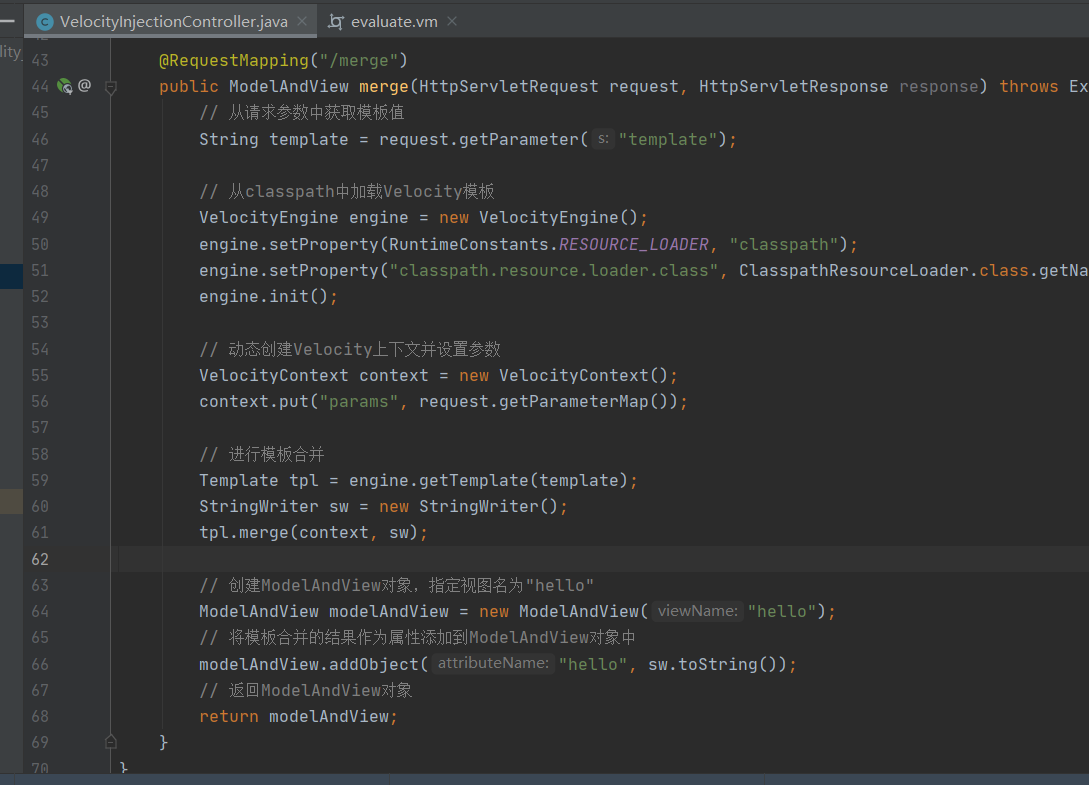 VelocityInjectionController.java
evaluate.vm
lity
43 @RequestMapping("/merge")
44 public ModelAndView merge(HttpServletRequest request, HttpServletResponse response) throws Ex
45 // 从请求参数中获取模板值
46 String template = request.getParameter( s: "template");
47
48 // 从classpath中加载Velocity模板
49 VelocityEngine engine = new VelocityEngine();
50 engine.setProperty(RuntimeConstants.RESOURCE_LOADER, "classpath");
51 engine.setProperty("classpath.resource.loader.class", ClasspathResourceLoader.class.getNa
52 engine.init();
53
54 // 动态创建Velocity上下文并设置参数
55 VelocityContext context = new VelocityContext();
56 context.put("params", request.getParameterMap());
57
58 // 进行模板合并
59 Template tpl = engine.getTemplate(template);
60 StringWriter sw = new StringWriter();
61 tpl.merge(context, sw);
62
63 // 创建ModelAndView对象，指定视图名为"hello"
64 ModelAndView modelAndView = new ModelAndView( viewName: "hello");
65 // 将模板合并的结果作为属性添加到ModelAndView对象中
66 modelAndView.addObject( attributeName: "hello", sw.toString());
67 // 返回ModelAndView对象
68 return modelAndView;
69 }
70 }